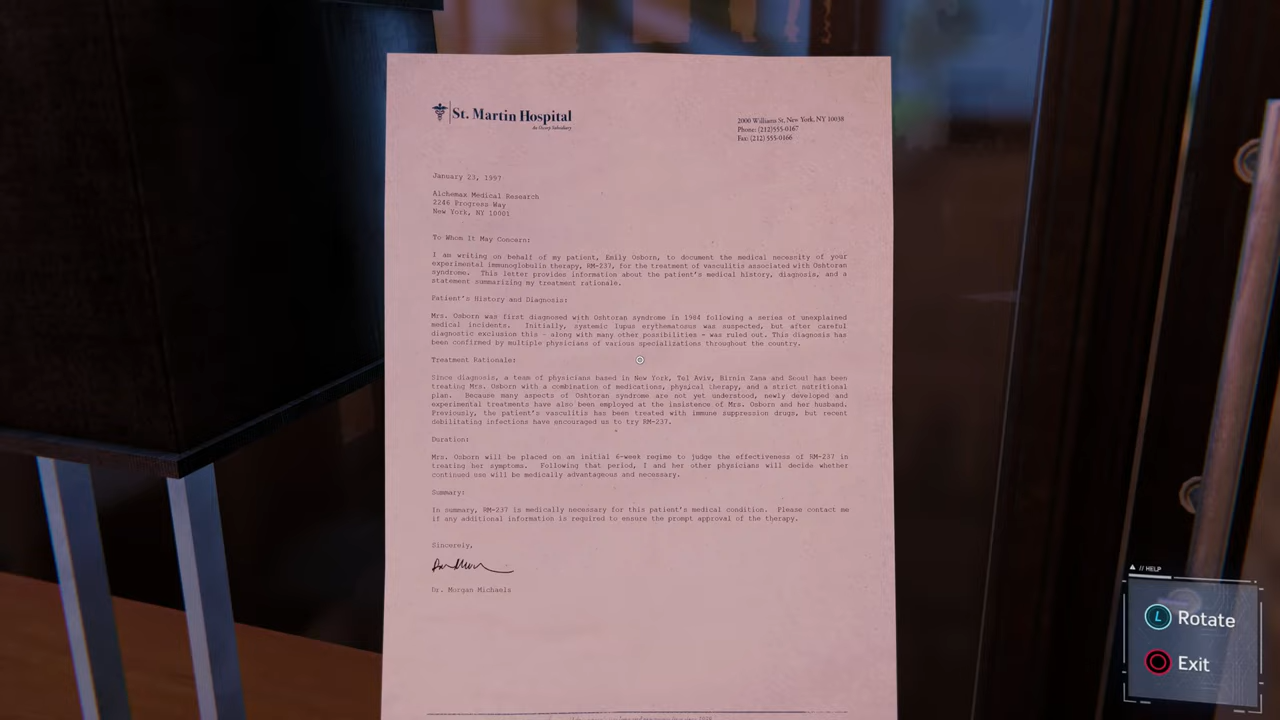 St. Martin Hospital
An Oscorp Subsidiary
2000 Williams St, New York, NY 10038
Phone: (212)555-0167
Fax: (212) 555-0166
January 23, 1997
Alchemax Medical Research
2246 Progress Way
New York, NY 10001
To Whom It May Concern:
I am writing on behalf of my patient, Emily Osborn, to document the medical necessity of your
experimental immunoglobulin therapy, RM-237, for the treatment of vasculitis associated with Oshtoran
syndrome. This letter provides information about the patient's medical history, diagnosis, and a
statement summarizing my treatment rationale.
Patient's History and Diagnosis:
Mrs. Osborn was first diagnosed with Oshtoran syndrome in 1984 following a series of unexplained
medical incidents. Initially, systemic lupus erythematosus was suspected, but after careful
diagnostic exclusion this - along with many other possibilities - was ruled out. This diagnosis has
been confirmed by multiple physicians of various specializations throughout the country.
Treatment Rationale:
Since diagnosis, a team of physicians based in New York, Tel Aviv, Birnin Zana and Seoul has been
treating Mrs. Osborn with a combination of medications, physical therapy, and a strict nutritional
plan. Because many aspects of Oshtoran syndrome are not yet understood, newly developed and
experimental treatments have also been employed at the insistence of Mrs. Osborn and her husband.
Previously, the patient's vasculitis has been treated with immune suppression drugs, but recent
debilitating infections have encouraged us to try RM-237.
Duration:
Mrs. Osborn will be placed on an initial 6-week regime to judge the effectiveness of RM-237 in
treating her symptoms. Following that period, I and her other physicians will decide whether
continued use will be medically advantageous and necessary.
Summary:
In summary, RM-237 is medically necessary for this patient's medical condition. Please contact me
if any additional information is required to ensure the prompt approval of the therapy.
Sincerely,
Dr. Morgan Michaels
// HELP
L Rotate
Exit